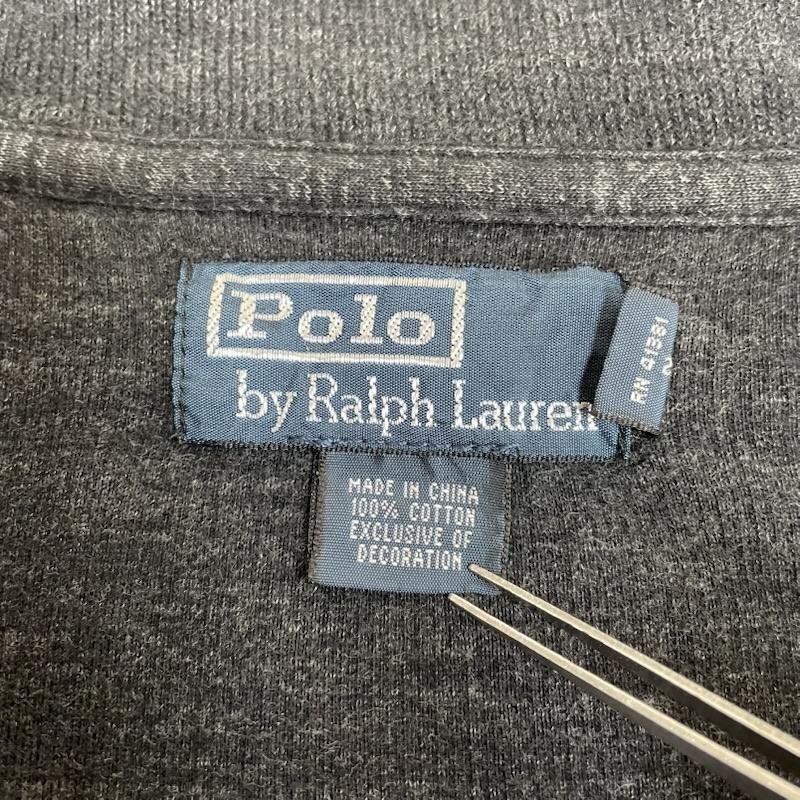 Polo
by Ralph Lauren
RN 41381
MADE IN CHINA
100% COTTON
EXCLUSIVE OF
DECORATION